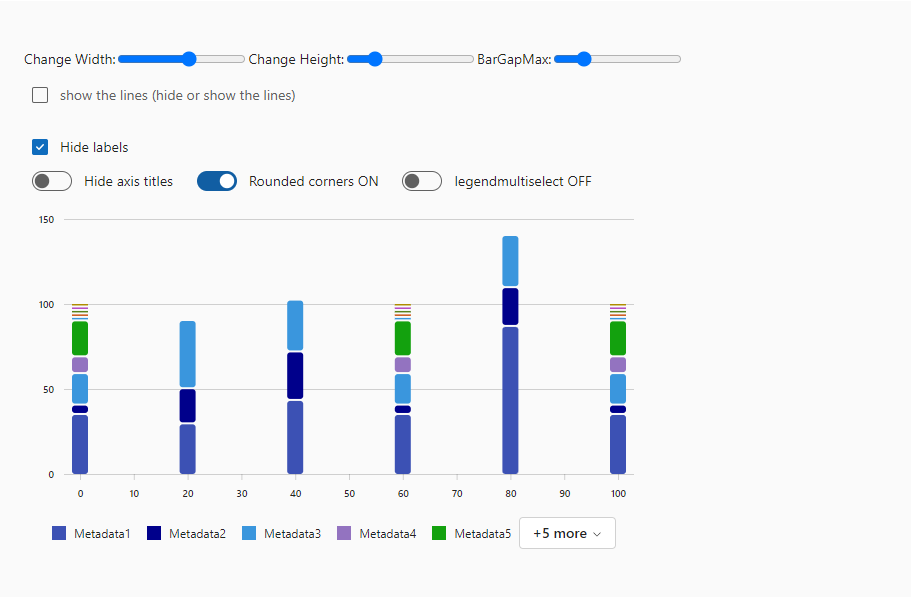 Change Width: Change Height: BarGapMax:
show the lines (hide or show the lines)
Hide labels
Hide axis titles Rounded corners ON legendmultiselect OFF
150
100
50
0
0 10 20 30 40 50 60 70 80 90 100
Metadata1 Metadata2 Metadata3 Metadata4 Metadata5 +5 more